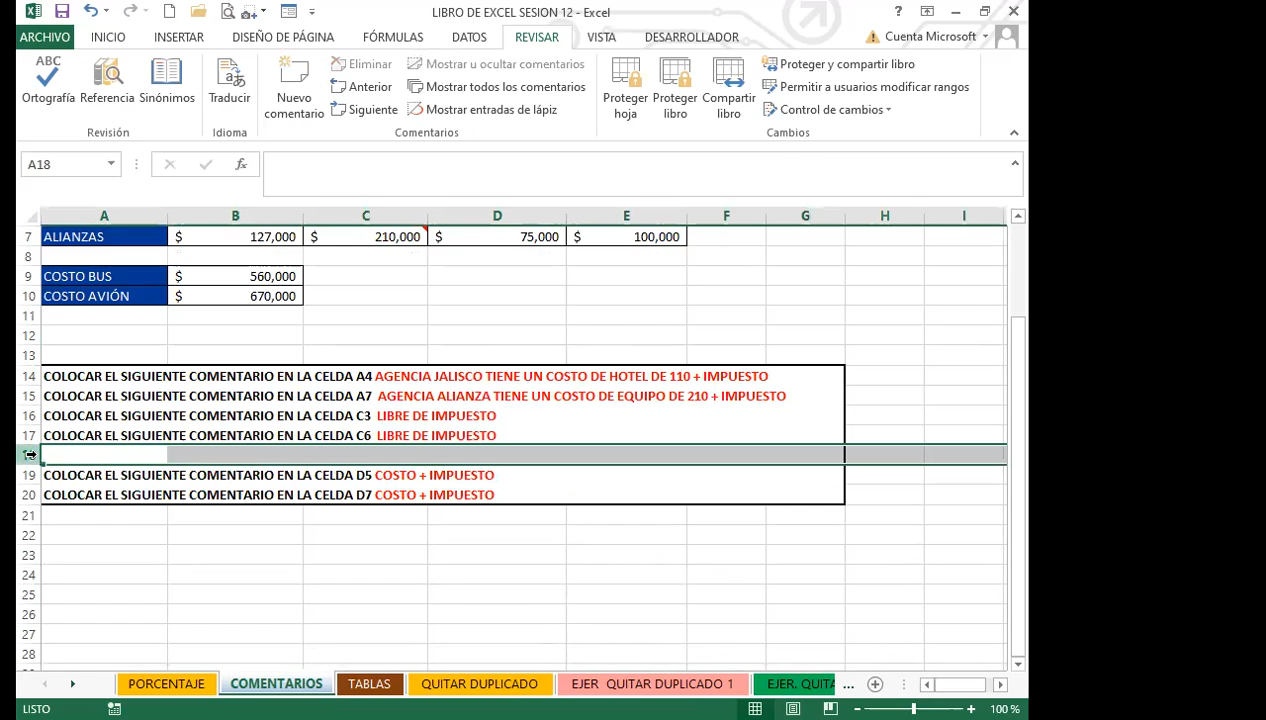 LIBRO DE EXCEL SESION 12 - Excel
ARCHIVO INICIO INSERTAR DISEÑO DE PÁGINA FÓRMULAS DATOS REVISAR VISTA DESARROLLADOR Cuenta Microsoft
ABC
Ortografía Referencia Sinónimos
Revisión
Traducir
Idioma
Nuevo comentario
Eliminar
Anterior
Siguiente
Mostrar u ocultar comentarios
Mostrar todos los comentarios
Mostrar entradas de lápiz
Comentarios
Proteger hoja
Proteger libro
Compartir libro
Proteger y compartir libro
Permitir a usuarios modificar rangos
Control de cambios
Cambios
A18 fx
A B C D E F G H I
7 ALIANZAS $ 127,000 $ 210,000 $ 75,000 $ 100,000
8
9 COSTO BUS $ 560,000
10 COSTO AVIÓN $ 670,000
11
12
13
14 COLOCAR EL SIGUIENTE COMENTARIO EN LA CELDA A4 AGENCIA JALISCO TIENE UN COSTO DE HOTEL DE 110 + IMPUESTO
15 COLOCAR EL SIGUIENTE COMENTARIO EN LA CELDA A7 AGENCIA ALIANZA TIENE UN COSTO DE EQUIPO DE 210 + IMPUESTO
16 COLOCAR EL SIGUIENTE COMENTARIO EN LA CELDA C3 LIBRE DE IMPUESTO
17 COLOCAR EL SIGUIENTE COMENTARIO EN LA CELDA C6 LIBRE DE IMPUESTO
19 COLOCAR EL SIGUIENTE COMENTARIO EN LA CELDA D5 COSTO + IMPUESTO
20 COLOCAR EL SIGUIENTE COMENTARIO EN LA CELDA D7 COSTO + IMPUESTO
21
22
23
24
25
26
27
28
PORCENTAJE COMENTARIOS TABLAS QUITAR DUPLICADO EJER QUITAR DUPLICADO 1 EJER. QUITA ...
LISTO 100 %